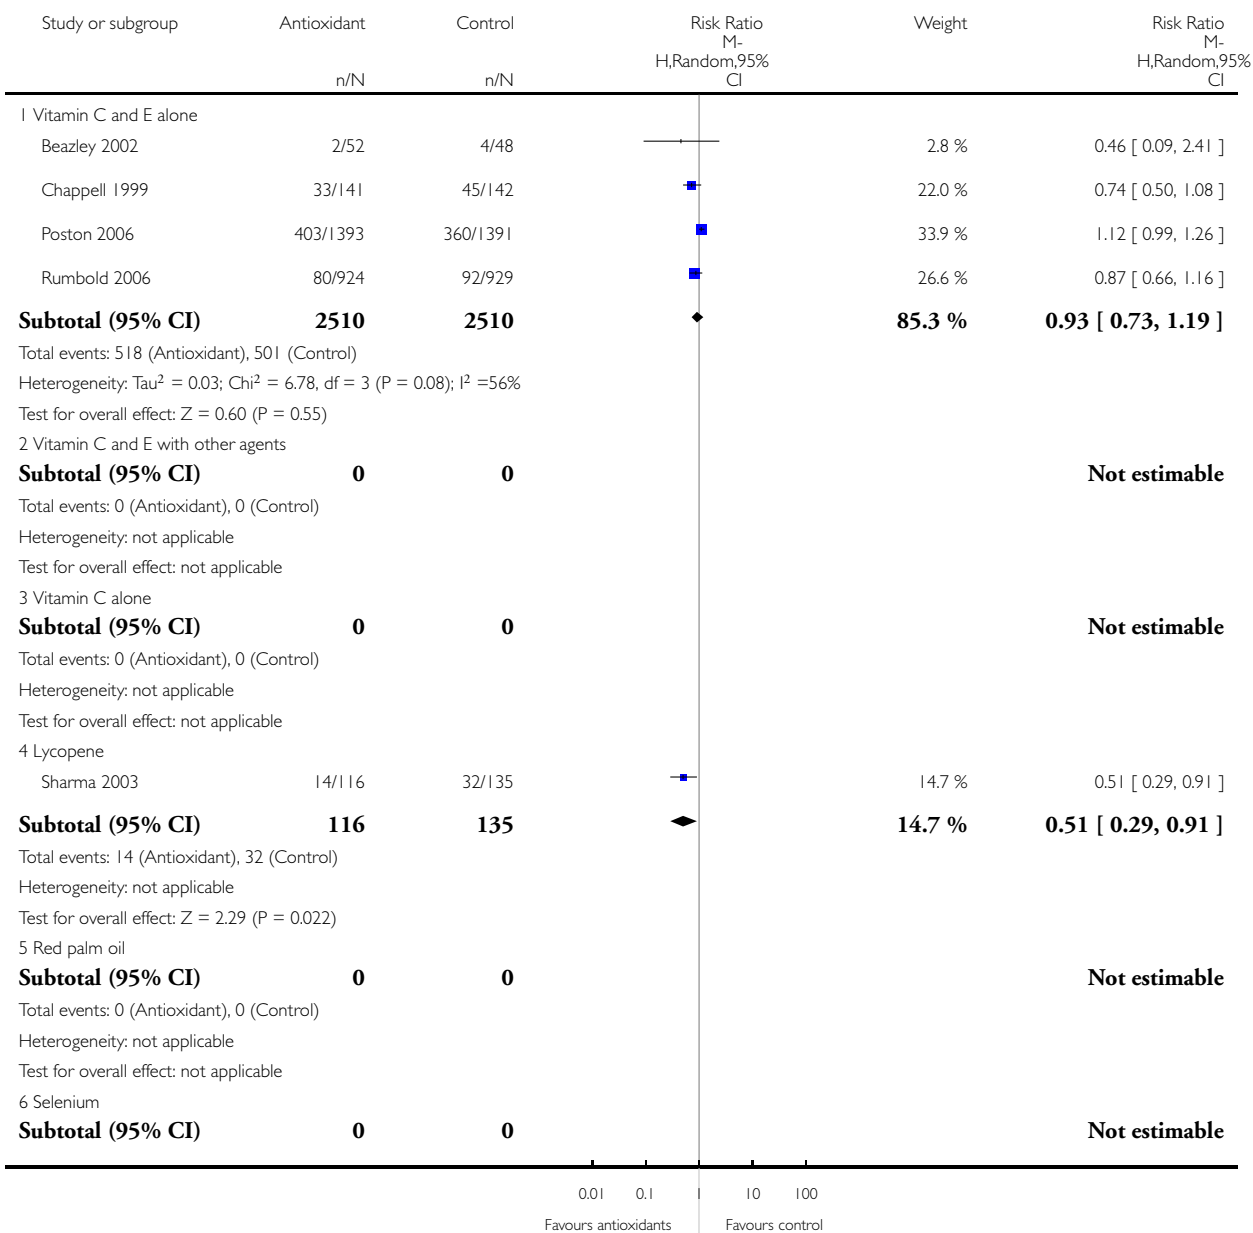 Study or subgroup Antioxidant Control Risk Ratio Weight Risk Ratio
M- M-
H,Random,95% H,Random,95%
n/N n/N CI CI
1 Vitamin C and E alone
Beazley 2002 2/52 4/48 2.8 % 0.46 [ 0.09, 2.41 ]
Chappell 1999 33/141 45/142 22.0 % 0.74 [ 0.50, 1.08 ]
Poston 2006 403/1393 360/1391 33.9 % 1.12 [ 0.99, 1.26 ]
Rumbold 2006 80/924 92/929 26.6 % 0.87 [ 0.66, 1.16 ]
Subtotal (95% CI) 2510 2510 85.3 % 0.93 [ 0.73, 1.19 ]
Total events: 518 (Antioxidant), 501 (Control)
Heterogeneity: Tau² = 0.03; Chi² = 6.78, df = 3 (P = 0.08); I² =56%
Test for overall effect: Z = 0.60 (P = 0.55)
2 Vitamin C and E with other agents
Subtotal (95% CI) 0 0 Not estimable
Total events: 0 (Antioxidant), 0 (Control)
Heterogeneity: not applicable
Test for overall effect: not applicable
3 Vitamin C alone
Subtotal (95% CI) 0 0 Not estimable
Total events: 0 (Antioxidant), 0 (Control)
Heterogeneity: not applicable
Test for overall effect: not applicable
4 Lycopene
Sharma 2003 14/116 32/135 14.7 % 0.51 [ 0.29, 0.91 ]
Subtotal (95% CI) 116 135 14.7 % 0.51 [ 0.29, 0.91 ]
Total events: 14 (Antioxidant), 32 (Control)
Heterogeneity: not applicable
Test for overall effect: Z = 2.29 (P = 0.022)
5 Red palm oil
Subtotal (95% CI) 0 0 Not estimable
Total events: 0 (Antioxidant), 0 (Control)
Heterogeneity: not applicable
Test for overall effect: not applicable
6 Selenium
Subtotal (95% CI) 0 0 Not estimable
0.01 0.1 1 10 100
Favours antioxidants Favours control